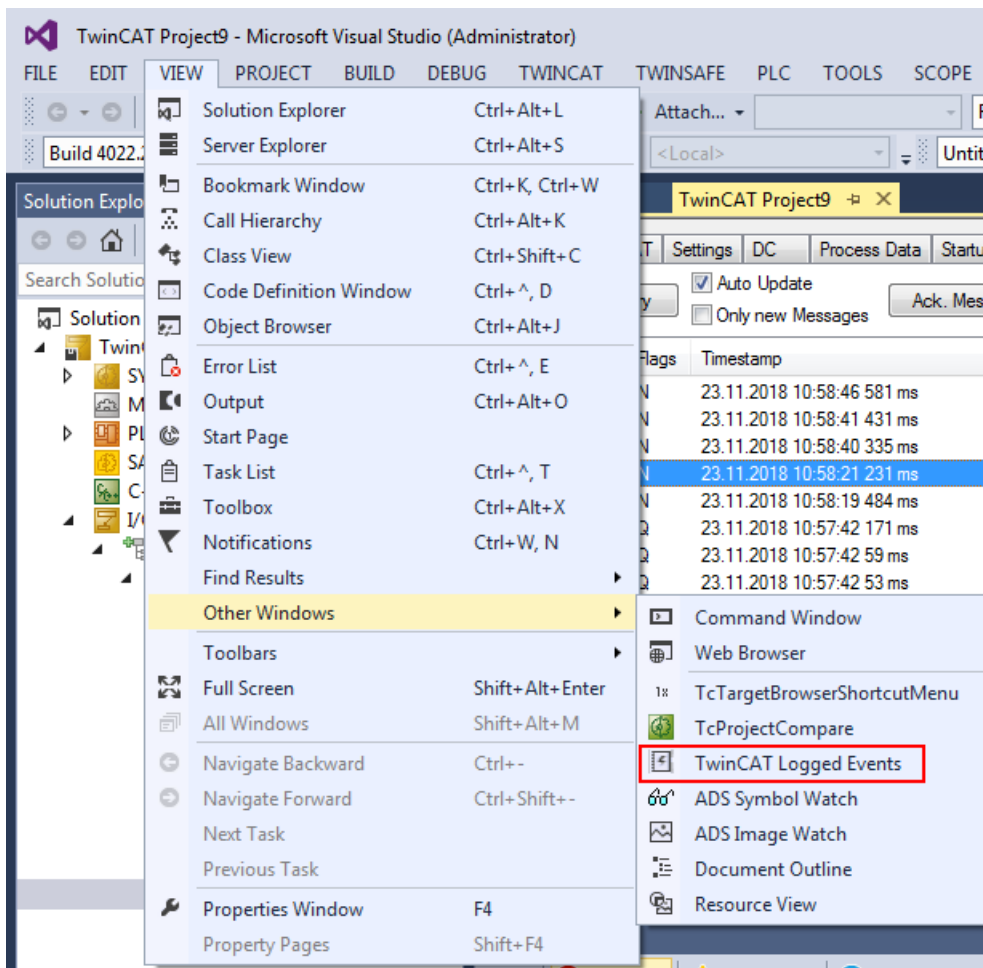 TwinCAT Project9 - Microsoft Visual Studio (Administrator)
FILE EDIT VIEW PROJECT BUILD DEBUG TWINCAT TWINSAFE PLC TOOLS SCOPE
Attach...
Build 4022.2
<Local>
Untit
Solution Explo
TwinCAT Project9
Search Solutio
Settings DC Process Data Startu
Auto Update
Only new Messages
Ack. Mes
Flags Timestamp
N 23.11.2018 10:58:46 581 ms
N 23.11.2018 10:58:41 431 ms
N 23.11.2018 10:58:40 335 ms
N 23.11.2018 10:58:21 231 ms
N 23.11.2018 10:58:19 484 ms
Q 23.11.2018 10:57:42 171 ms
Q 23.11.2018 10:57:42 59 ms
Q 23.11.2018 10:57:42 53 ms
Solution
Twin
SY
M
PL
SA
C+
I/O
Solution Explorer Ctrl+Alt+L
Server Explorer Ctrl+Alt+S
Bookmark Window Ctrl+K, Ctrl+W
Call Hierarchy Ctrl+Alt+K
Class View Ctrl+Shift+C
Code Definition Window Ctrl+^, D
Object Browser Ctrl+Alt+J
Error List Ctrl+^, E
Output Ctrl+Alt+O
Start Page
Task List Ctrl+^, T
Toolbox Ctrl+Alt+X
Notifications Ctrl+W, N
Find Results
Other Windows
Toolbars
Full Screen Shift+Alt+Enter
All Windows Shift+Alt+M
Navigate Backward Ctrl+-
Navigate Forward Ctrl+Shift+-
Next Task
Previous Task
Properties Window F4
Property Pages Shift+F4
Command Window
Web Browser
TcTargetBrowserShortcutMenu
TcProjectCompare
TwinCAT Logged Events
ADS Symbol Watch
ADS Image Watch
Document Outline
Resource View